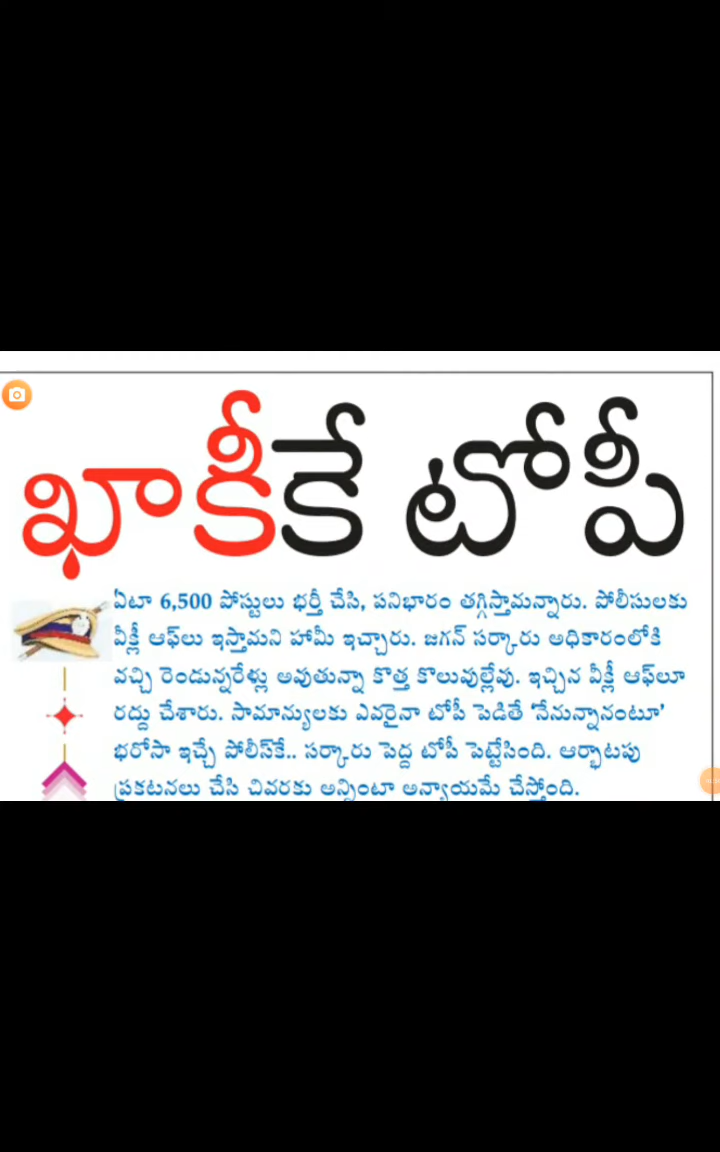 ఖాకీకే టోపీ
ఏటా 6,500 పోస్టులు భర్తీ చేసి, పనిభారం తగ్గిస్తామన్నారు. పోలీసులకు
వీక్లీ ఆఫ్‌లు ఇస్తామని హామీ ఇచ్చారు. జగన్ సర్కారు అధికారంలోకి
వచ్చి రెండున్నరేళ్లు అవుతున్నా కొత్త కొలువుల్లేవు. ఇచ్చిన వీక్లీ ఆఫ్‌లూ
రద్దు చేశారు. సామాన్యులకు ఎవరైనా టోపీ పెడితే ‘నేనున్నానంటూ’
భరోసా ఇచ్చే పోలీస్‌కే.. సర్కారు పెద్ద టోపీ పెట్టేసింది. ఆర్భాటపు
ప్రకటనలు చేసి చివరకు అన్నింటా అన్యాయమే చేస్తోంది.